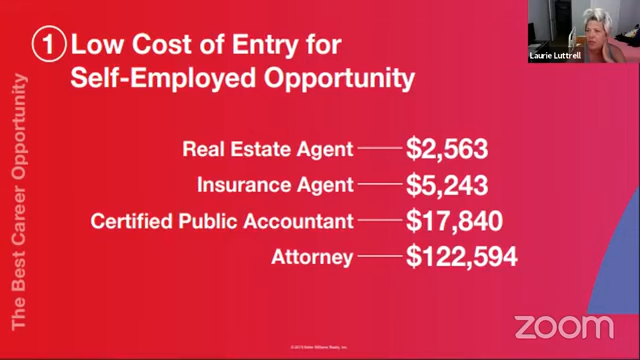 1 Low Cost of Entry for
Self-Employed Opportunity
Laurie Luttrell
The Best Career Opportunity
Real Estate Agent $2,563
Insurance Agent $5,243
Certified Public Accountant $17,840
Attorney $122,594
zoom